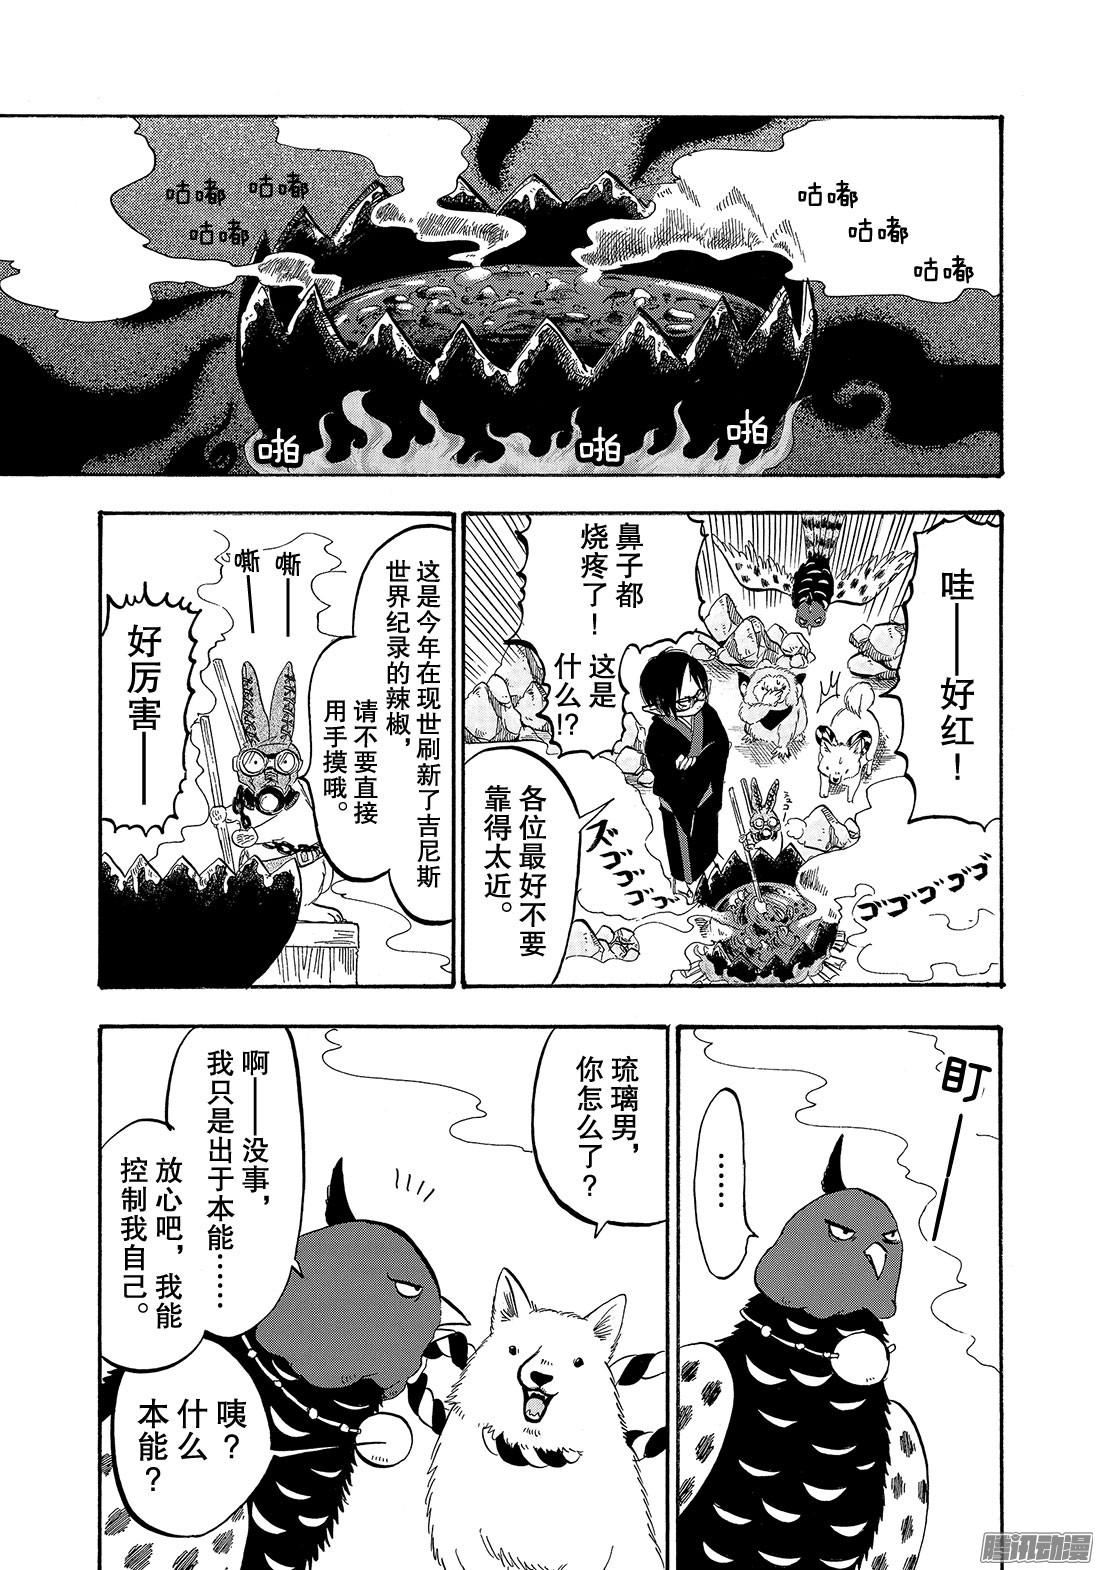 咕嘟
咕嘟
咕嘟
咕嘟
咕嘟
咕嘟
啪
啪
啪
哇——好红！
鼻子都
烧疼了！这是
什么!?
各位最好不要
靠得太近。
ズゴゴゴ
ゴゴゴゴゴ
这是今年在现世刷新了吉尼斯
世界纪录的辣椒，
请不要直接
用手摸哦。
嘶——
嘶——
好厉害——
盯——
……
琉璃男，
你怎么了？
啊——没事，
我只是出于本能……
放心吧，我能
控制我自己。
咦？
什么
本能？
腾讯动漫